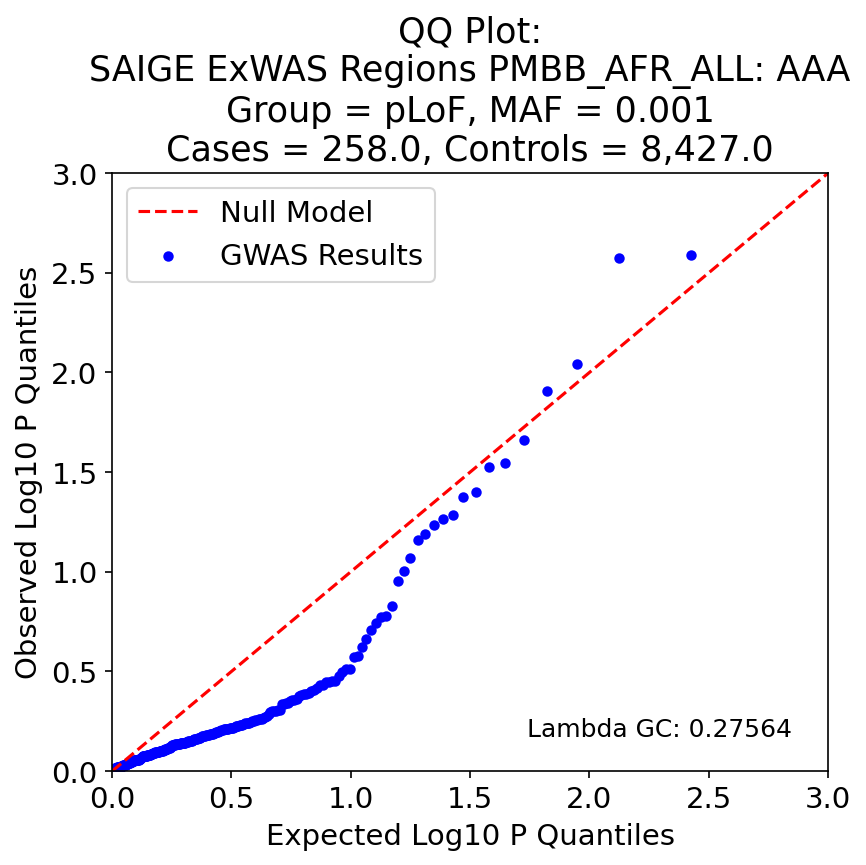 QQ Plot:
SAIGE ExWAS Regions PMBB_AFR_ALL: AAA
Group = pLoF, MAF = 0.001
Cases = 258.0, Controls = 8,427.0
3.0
2.5
2.0
1.5
1.0
0.5
0.0
Observed Log10 P Quantiles
Null Model
GWAS Results
Lambda GC: 0.27564
0.0 0.5 1.0 1.5 2.0 2.5 3.0
Expected Log10 P Quantiles